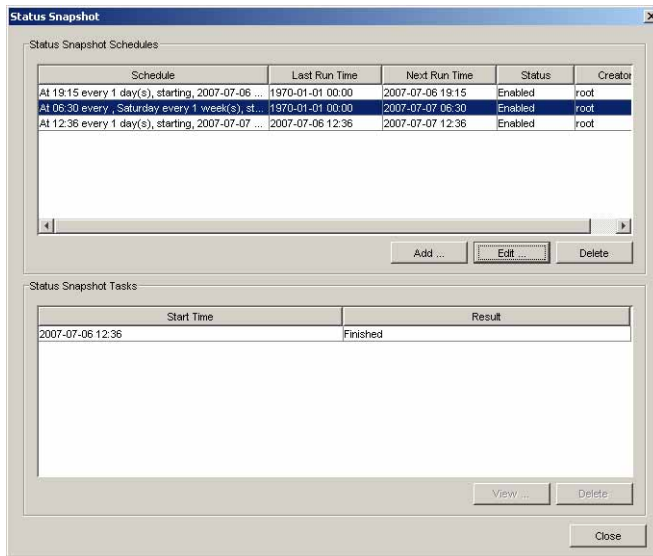 Status Snapshot
Status Snapshot Schedules
Schedule Last Run Time Next Run Time Status Creator
At 19:15 every 1 day(s), starting, 2007-07-06 ... 1970-01-01 00:00 2007-07-06 19:15 Enabled root
At 06:30 every , Saturday every 1 week(s), st... 1970-01-01 00:00 2007-07-07 06:30 Enabled root
At 12:36 every 1 day(s), starting, 2007-07-07 ... 2007-07-06 12:36 2007-07-07 12:36 Enabled root
Add ... Edit ... Delete
Status Snapshot Tasks
Start Time Result
2007-07-06 12:36 Finished
View ... Delete
Close